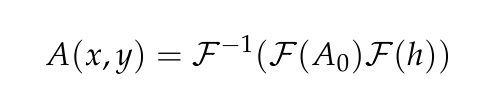 A(x, y) = ℱ⁻¹(ℱ(A₀)ℱ(h))